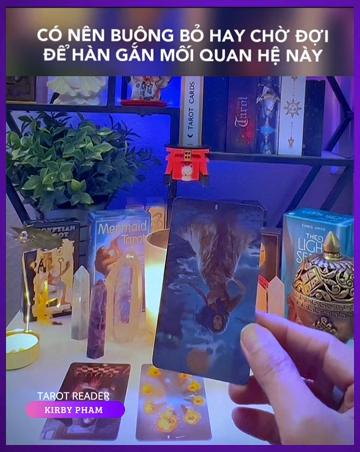 CÓ NÊN BUÔNG BỎ HAY CHỜ ĐỢI
ĐỂ HÀN GẮN MỐI QUAN HỆ NÀY
TAROT CARDS
Tarot
Mermaid
Tarot
THE
LIGHT
TAROT READER
KIRBY PHAM